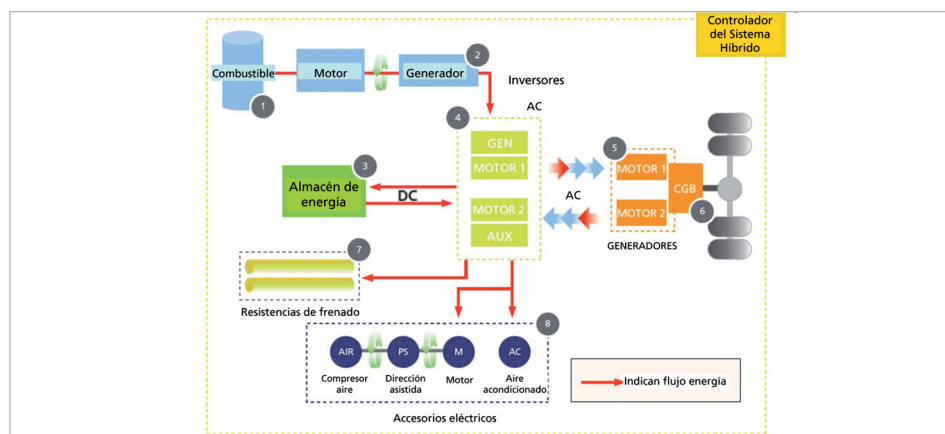 Controlador
del Sistema
Híbrido
Combustible
Motor
Generador
1
2
Inversores
AC
4
GEN
MOTOR 1
MOTOR 2
AUX
3
Almacén de
energía
DC
AC
5
MOTOR 1
MOTOR 2
CGB
6
GENERADORES
7
Resistencias de frenado
8
AIR
PS
M
AC
Compresor
aire
Dirección
asistida
Motor
Aire
acondicionado
Accesorios eléctricos
Indican flujo energía